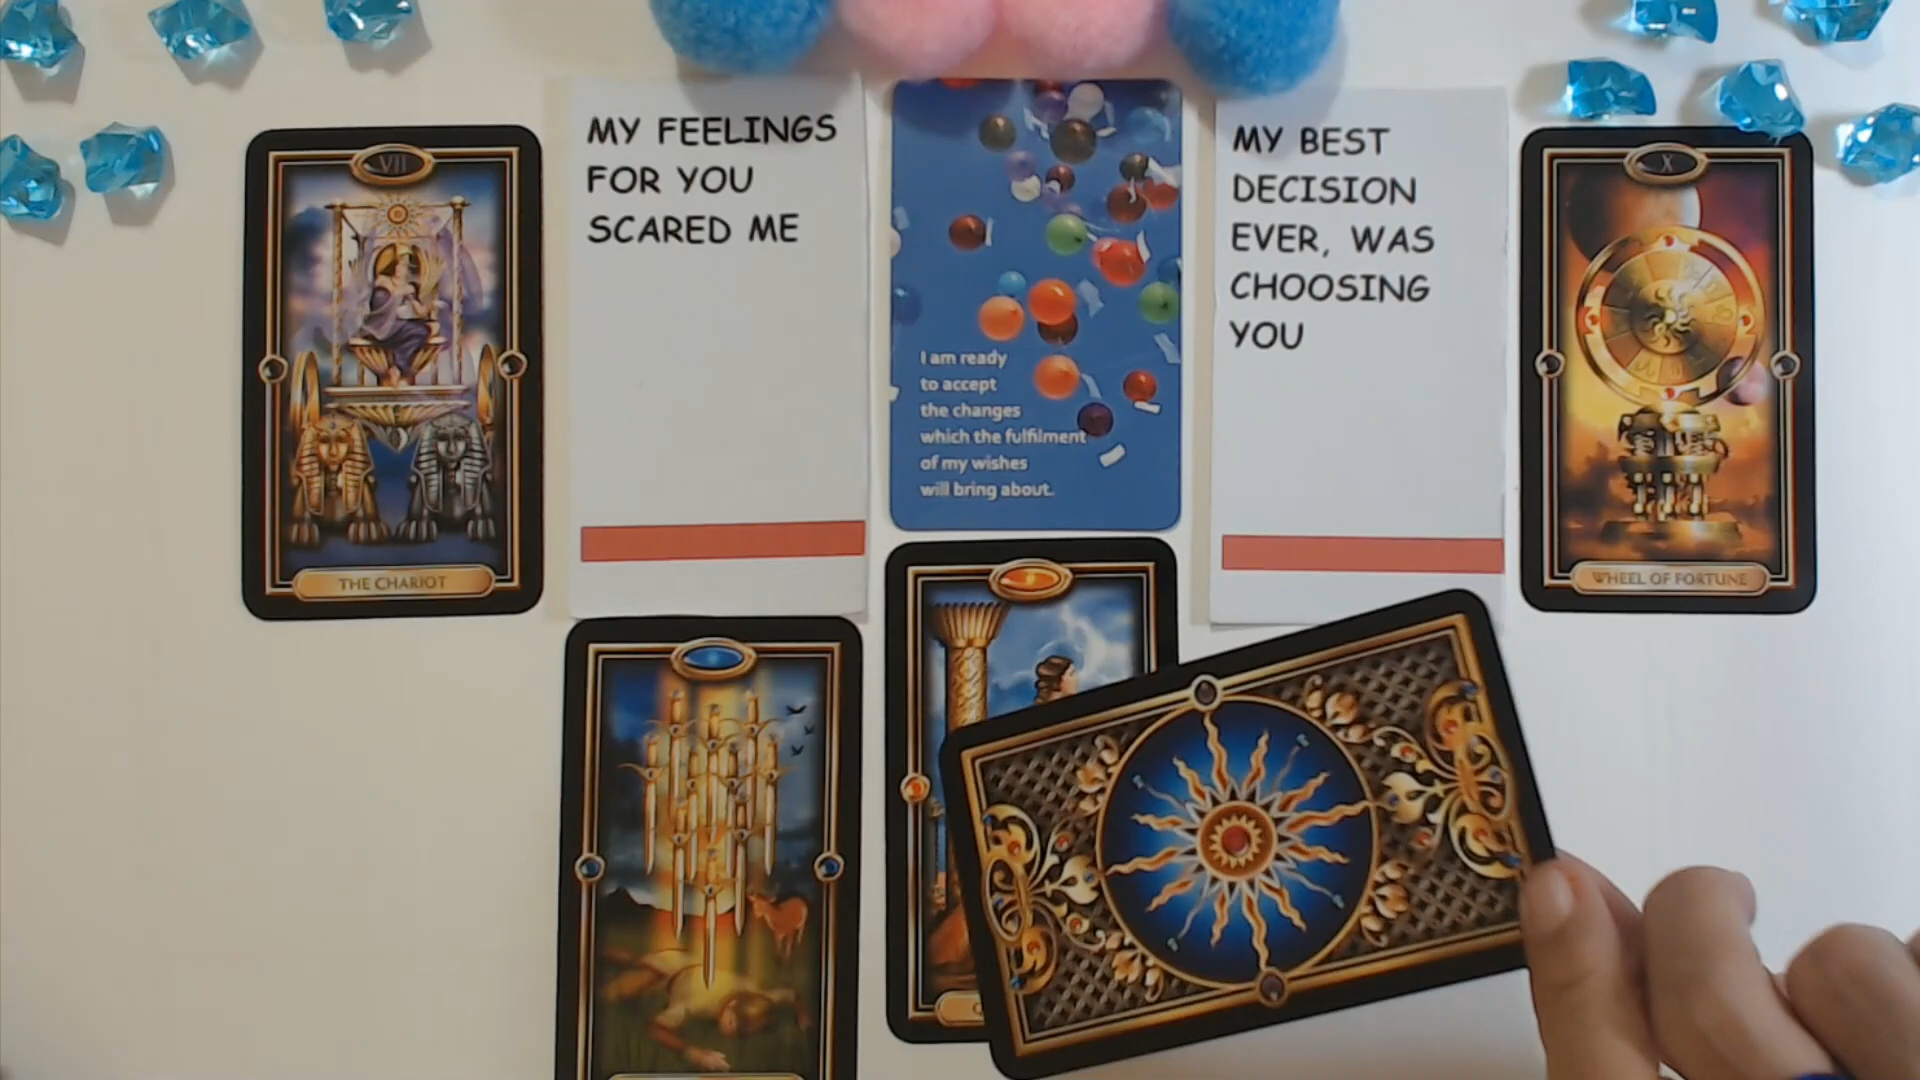 VII
THE CHARIOT
MY FEELINGS
FOR YOU
SCARED ME
I am ready
to accept
the changes
which the fulfilment
of my wishes
will bring about.
MY BEST
DECISION
EVER, WAS
CHOOSING
YOU
X
WHEEL OF FORTUNE